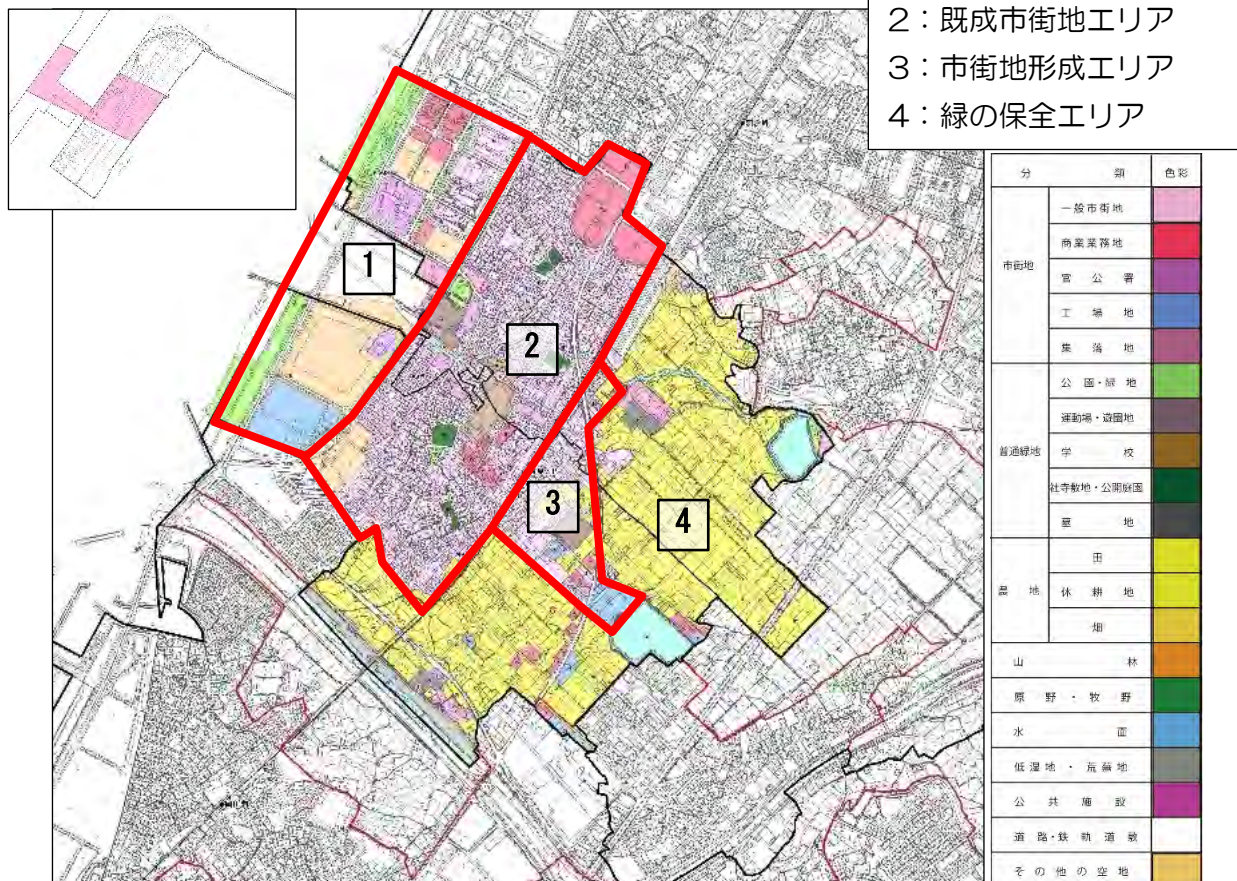 2：既成市街地エリア
3：市街地形成エリア
4：緑の保全エリア
分類 色彩
市街地
一般市街地
商業業務地
官公署
工場地
集落地
普通緑地
公園・緑地
運動場・遊園地
学校
社寺敷地・公開庭園
墓地
農地
田
休耕地
畑
山林
原野・牧野
水面
低湿地・荒蕪地
公共施設
道路・鉄軌道敷
その他の空地
1
2
3
4